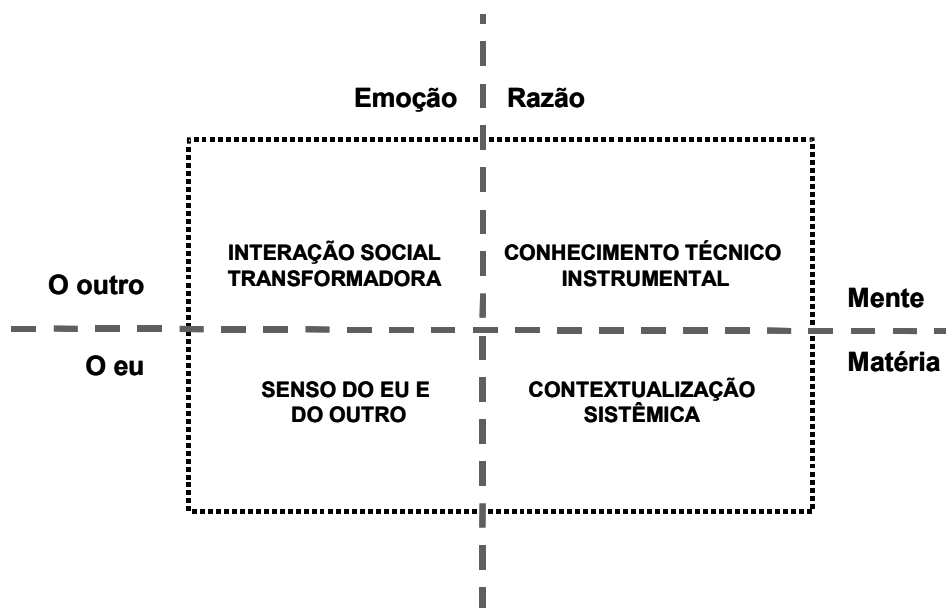 Emoção Razão
INTERAÇÃO SOCIAL
TRANSFORMADORA
CONHECIMENTO TÉCNICO
INSTRUMENTAL
O outro
Mente
O eu
Matéria
SENSO DO EU E
DO OUTRO
CONTEXTUALIZAÇÃO
SISTÊMICA